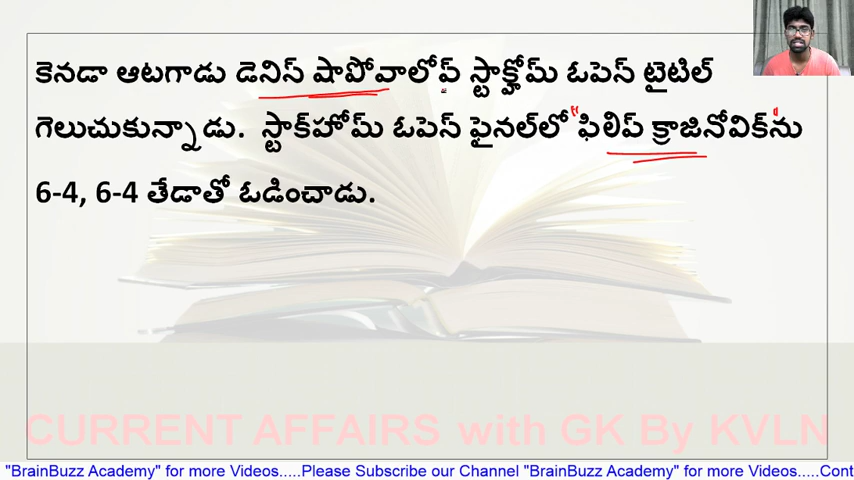 కెనడా ఆటగాడు డెనిస్ షాపోవాలోప్ స్టాక్హోమ్ ఓపెస్ టైటిల్
గెలుచుకున్నాడు. స్టాక్‌హోమ్ ఓపెస్ ఫైనల్‌లో ఫిలిప్ క్రాజినోవిక్‌ను
6-4, 6-4 తేడాతో ఓడించాడు.
CURRENT AFFAIRS with GK By KVLN
"BrainBuzz Academy" for more Videos.....Please Subscribe our Channel "BrainBuzz Academy" for more Videos.....Cont